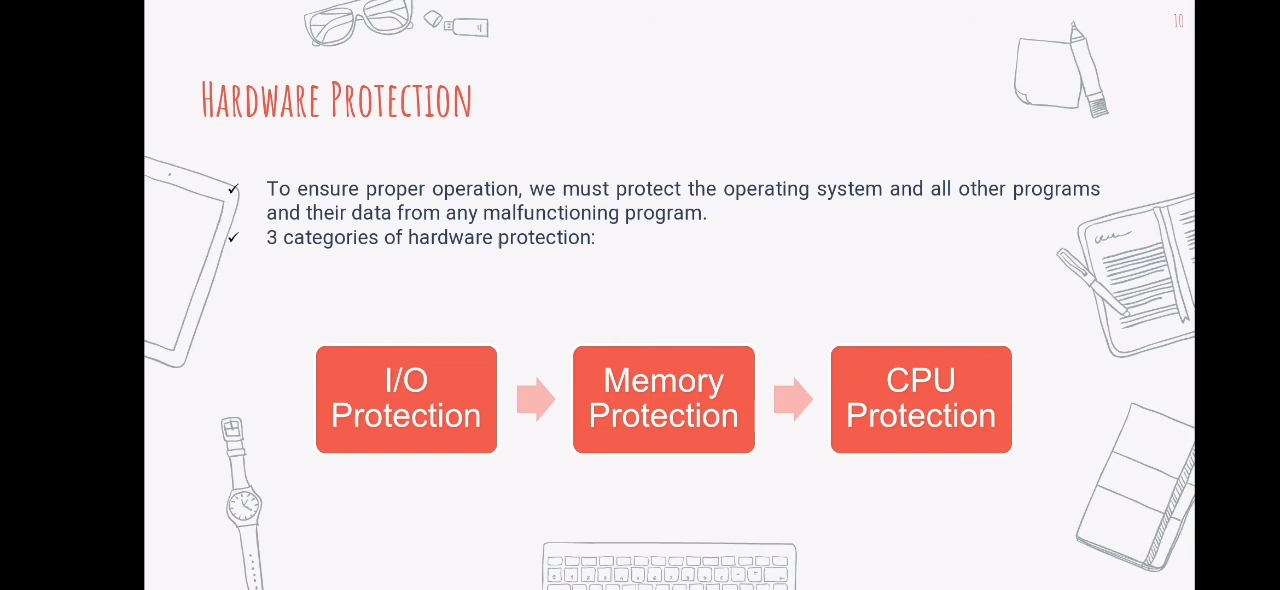 10
Hardware Protection
✓ To ensure proper operation, we must protect the operating system and all other programs
and their data from any malfunctioning program.
✓ 3 categories of hardware protection:
I/O
Protection
Memory
Protection
CPU
Protection